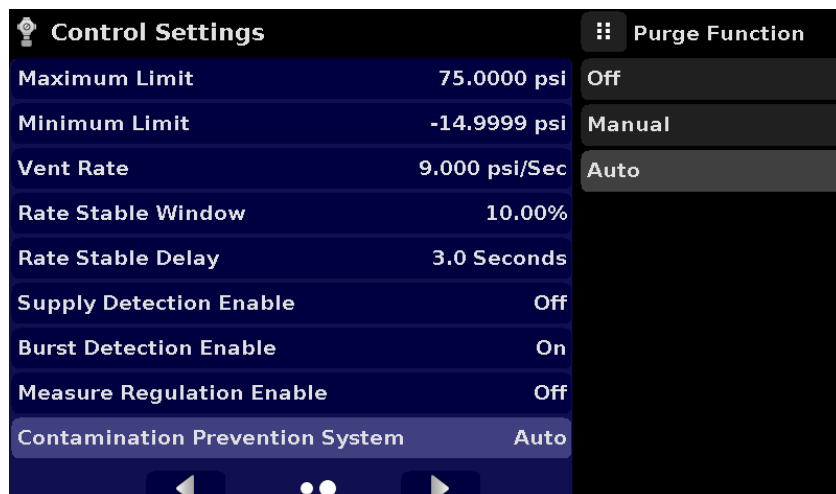 Control Settings
Maximum Limit 75.0000 psi
Minimum Limit -14.9999 psi
Vent Rate 9.000 psi/Sec
Rate Stable Window 10.00%
Rate Stable Delay 3.0 Seconds
Supply Detection Enable Off
Burst Detection Enable On
Measure Regulation Enable Off
Contamination Prevention System Auto
Purge Function
Off
Manual
Auto